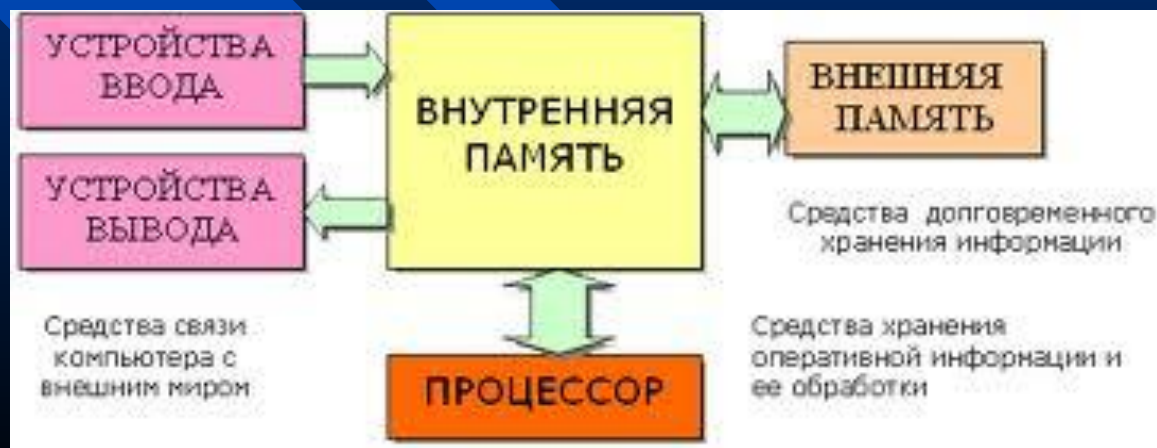 УСТРОЙСТВА
ВВОДА
УСТРОЙСТВА
ВЫВОДА
Средства связи
компьютера с
внешним миром
ВНУТРЕННЯЯ
ПАМЯТЬ
ПРОЦЕССОР
ВНЕШНЯЯ
ПАМЯТЬ
Средства долговременного
хранения информации
Средства хранения
оперативной информации и
ее обработки